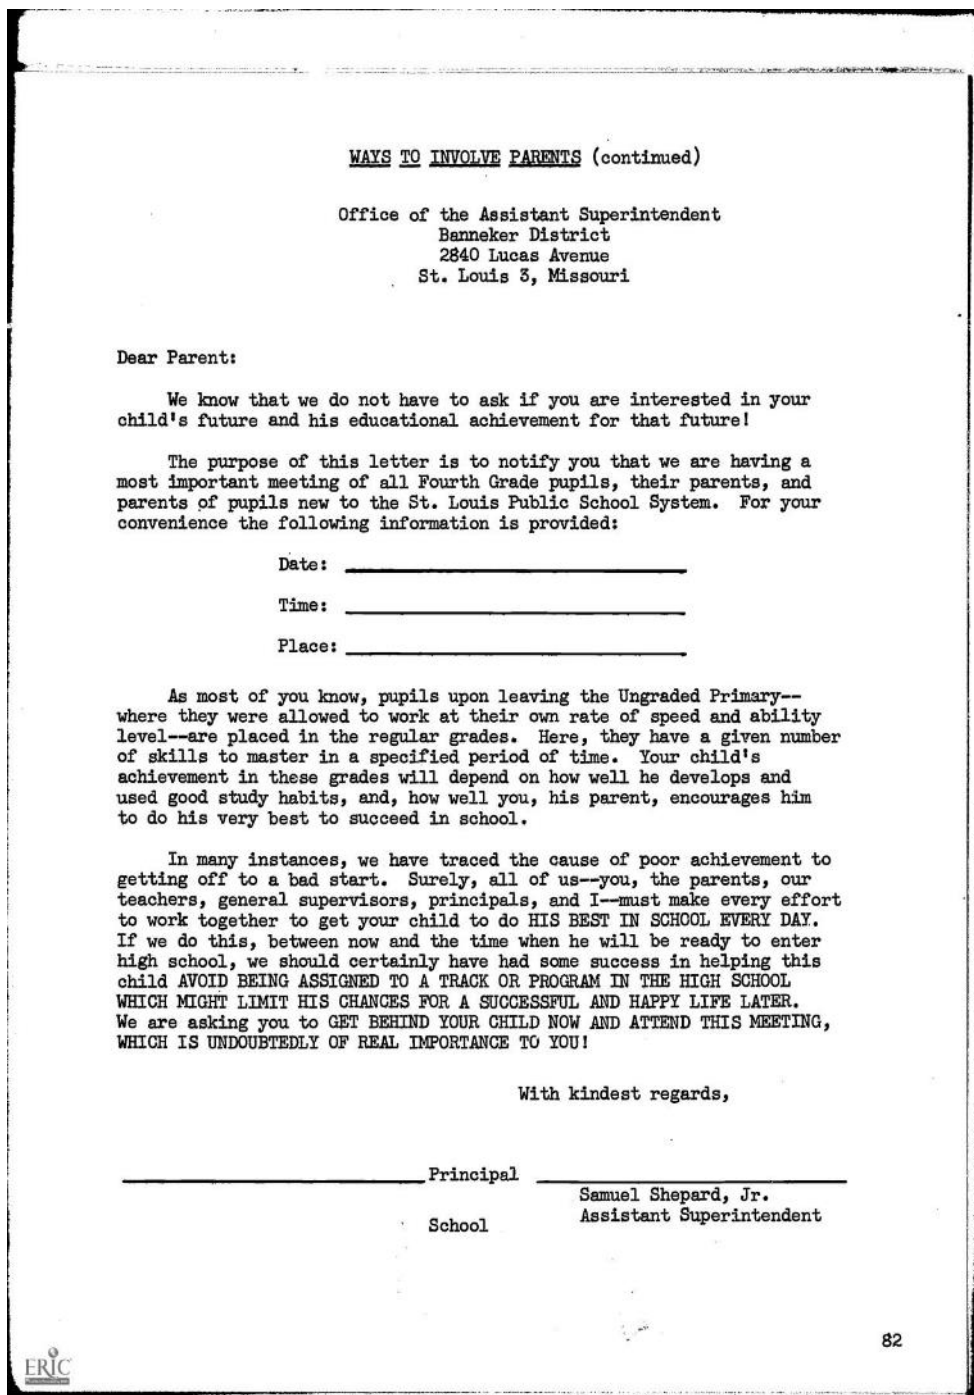 WAYS TO INVOLVE PARENTS (continued)
Office of the Assistant Superintendent
Banneker District
2840 Lucas Avenue
St. Louis 3, Missouri
Dear Parent:
We know that we do not have to ask if you are interested in your
child's future and his educational achievement for that future!
The purpose of this letter is to notify you that we are having a
most important meeting of all Fourth Grade pupils, their parents, and
parents of pupils new to the St. Louis Public School System. For your
convenience the following information is provided:
Date:
Time:
Place:
As most of you know, pupils upon leaving the Ungraded Primary--
where they were allowed to work at their own rate of speed and ability
level--are placed in the regular grades. Here, they have a given number
of skills to master in a specified period of time. Your child's
achievement in these grades will depend on how well he develops and
used good study habits, and, how well you, his parent, encourages him
to do his very best to succeed in school.
In many instances, we have traced the cause of poor achievement to
getting off to a bad start. Surely, all of us--you, the parents, our
teachers, general supervisors, principals, and I--must make every effort
to work together to get your child to do HIS BEST IN SCHOOL EVERY DAY.
If we do this, between now and the time when he will be ready to enter
high school, we should certainly have had some success in helping this
child AVOID BEING ASSIGNED TO A TRACK OR PROGRAM IN THE HIGH SCHOOL
WHICH MIGHT LIMIT HIS CHANCES FOR A SUCCESSFUL AND HAPPY LIFE LATER.
We are asking you to GET BEHIND YOUR CHILD NOW AND ATTEND THIS MEETING,
WHICH IS UNDOUBTEDLY OF REAL IMPORTANCE TO YOU!
With kindest regards,
Principal
Samuel Shepard, Jr.
Assistant Superintendent
School
82
ERIC